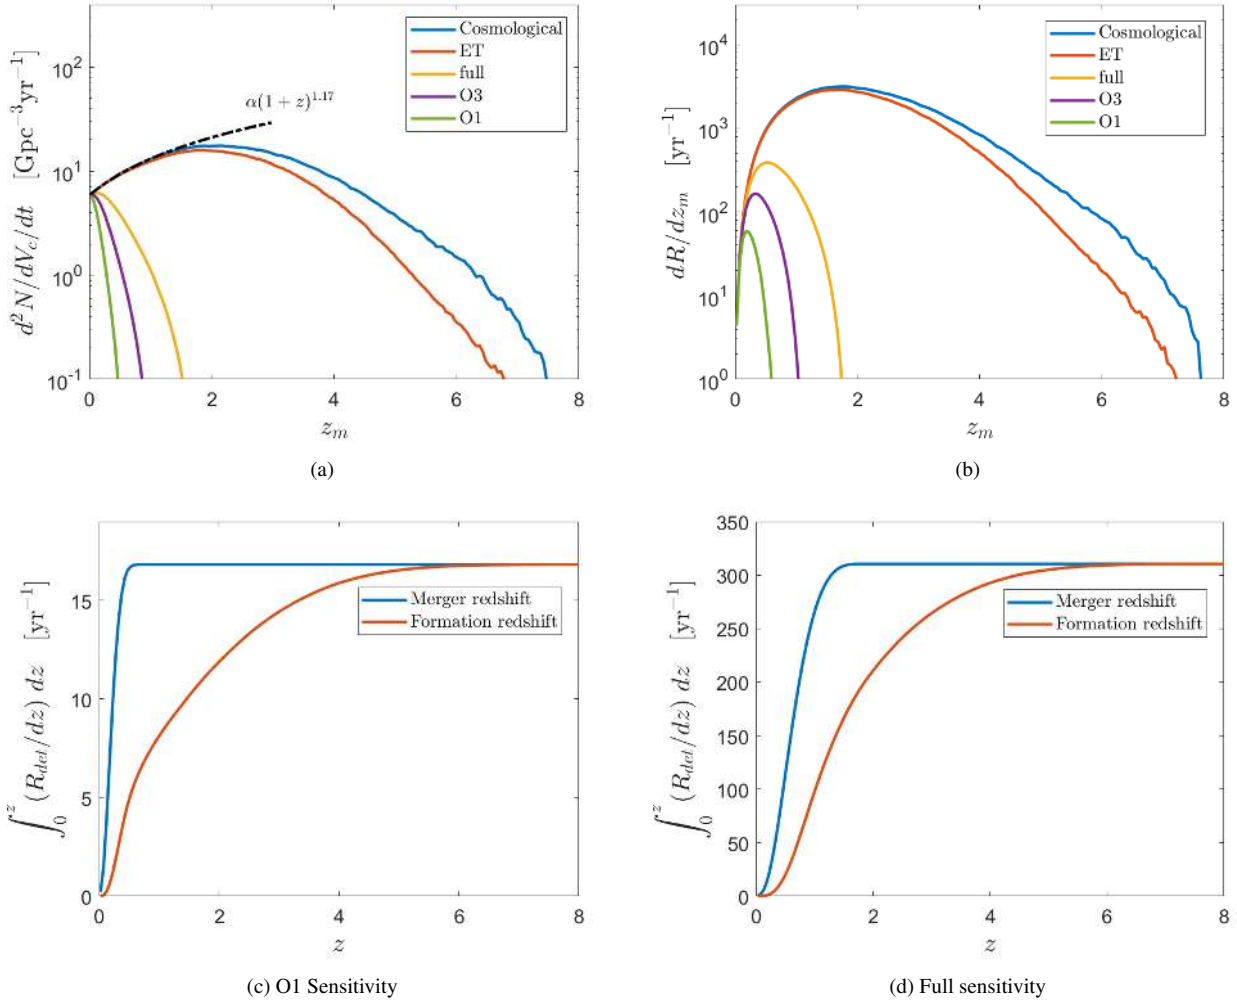 10^2
10^1
10^0
10^-1
d^2N/dV_c/dt [Gpc^-3yr^-1]
α(1 + z)^1.17
Cosmological
ET
full
O3
O1
0 2 4 6 8
z_m
(a)
10^4
10^3
10^2
10^1
10^0
dR/dz_m [yr^-1]
Cosmological
ET
full
O3
O1
0 2 4 6 8
z_m
(b)
15
10
5
0
∫_0^z (R_det/dz) dz [yr^-1]
Merger redshift
Formation redshift
0 2 4 6 8
z
(c) O1 Sensitivity
350
300
250
200
150
100
50
0
∫_0^z (R_det/dz) dz [yr^-1]
Merger redshift
Formation redshift
0 2 4 6 8
z
(d) Full sensitivity